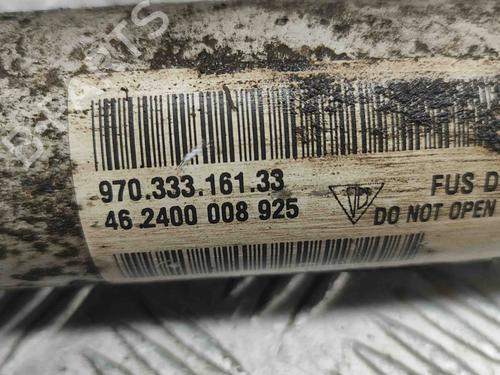 970.333.161.33
46.2400 008 925
FUS D
DO NOT OPEN